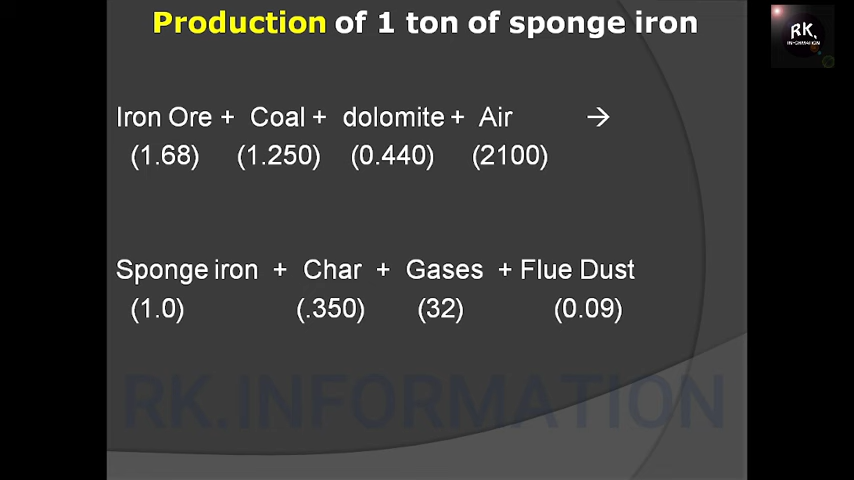 Production of 1 ton of sponge iron
RK.
INFORMATION
Iron Ore + Coal + dolomite + Air →
(1.68) (1.250) (0.440) (2100)
Sponge iron + Char + Gases + Flue Dust
(1.0) (.350) (32) (0.09)
RK.INFORMATION